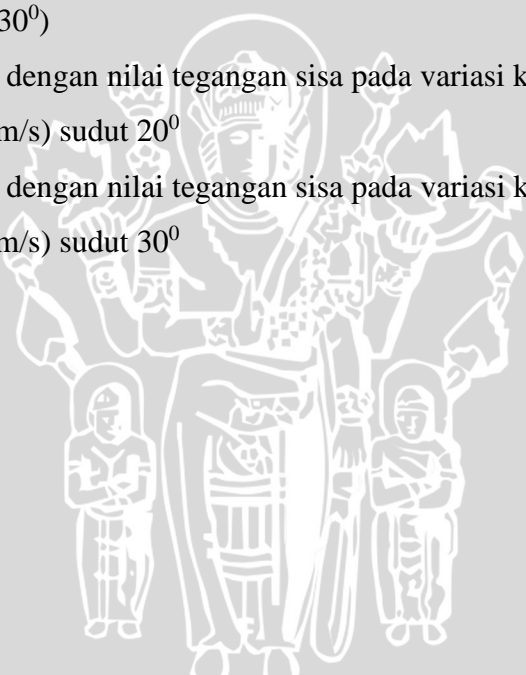 30⁰)
dengan nilai tegangan sisa pada variasi k
m/s) sudut 20⁰
dengan nilai tegangan sisa pada variasi k
m/s) sudut 30⁰